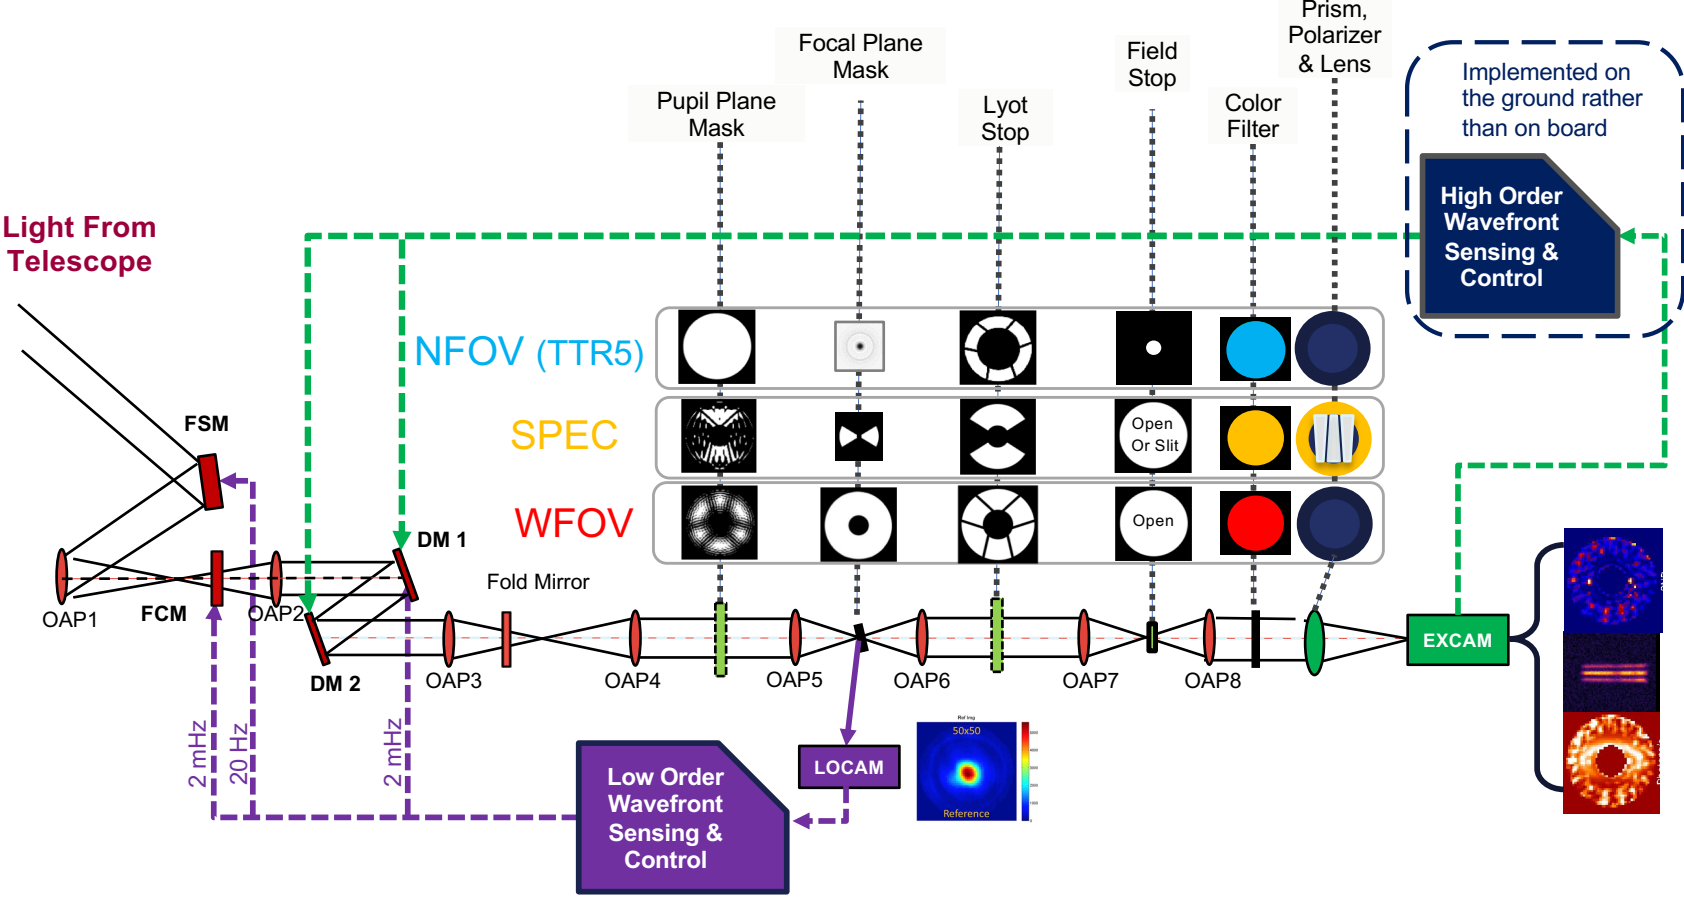 Prism,
Polarizer
& Lens
Focal Plane
Mask
Field
Stop
Pupil Plane
Mask
Lyot
Stop
Color
Filter
Implemented on
the ground rather
than on board
High Order
Wavefront
Sensing &
Control
Light From
Telescope
NFOV (TTR5)
SPEC
Open
Or Slit
WFOV
Open
FSM
DM 1
Fold Mirror
OAP1
FCM
OAP2
DM 2
OAP3
OAP4
OAP5
OAP6
OAP7
OAP8
EXCAM
2 mHz
20 Hz
2 mHz
Low Order
Wavefront
Sensing &
Control
LOCAM
Ref Img
50x50
Reference